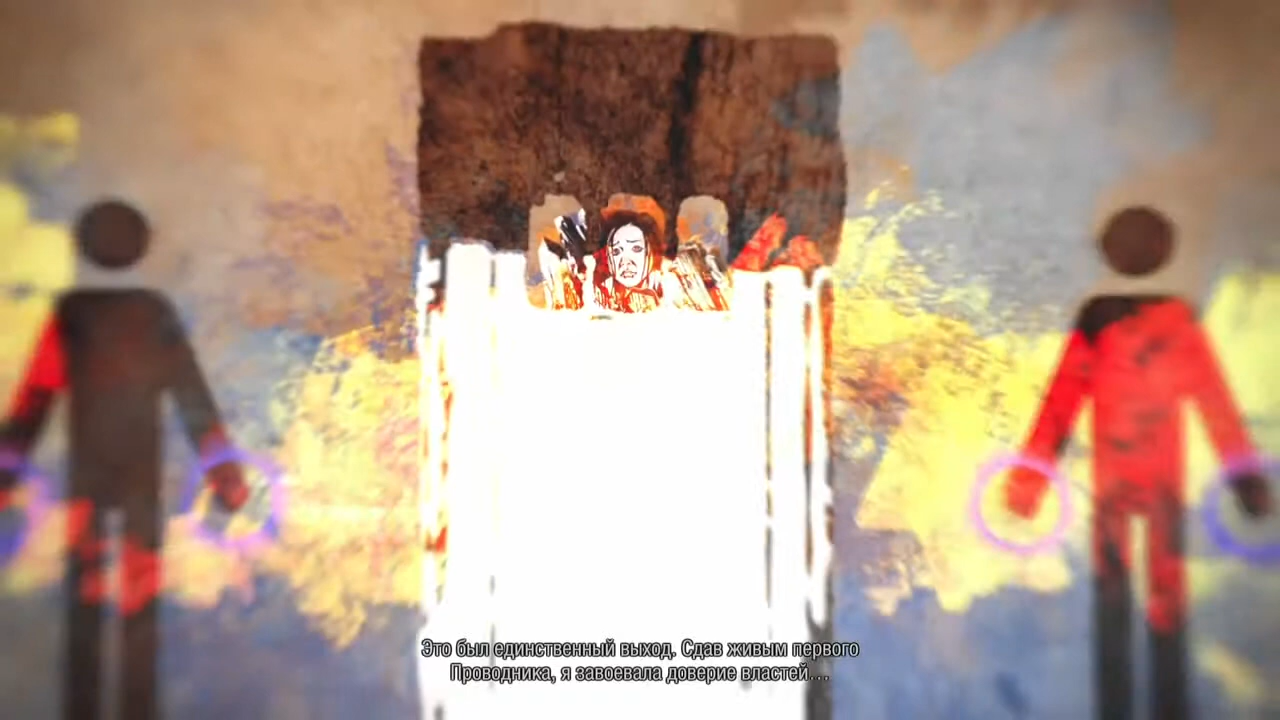 Это был единственный выход. Сдав живым первого
Проводника, я завоевала доверие властей...